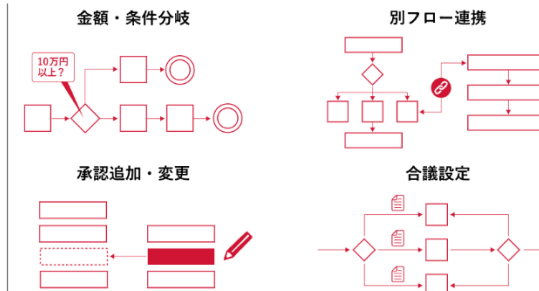 金額・条件分岐
別フロー連携
10万円
以上?
承認追加・変更
合議設定